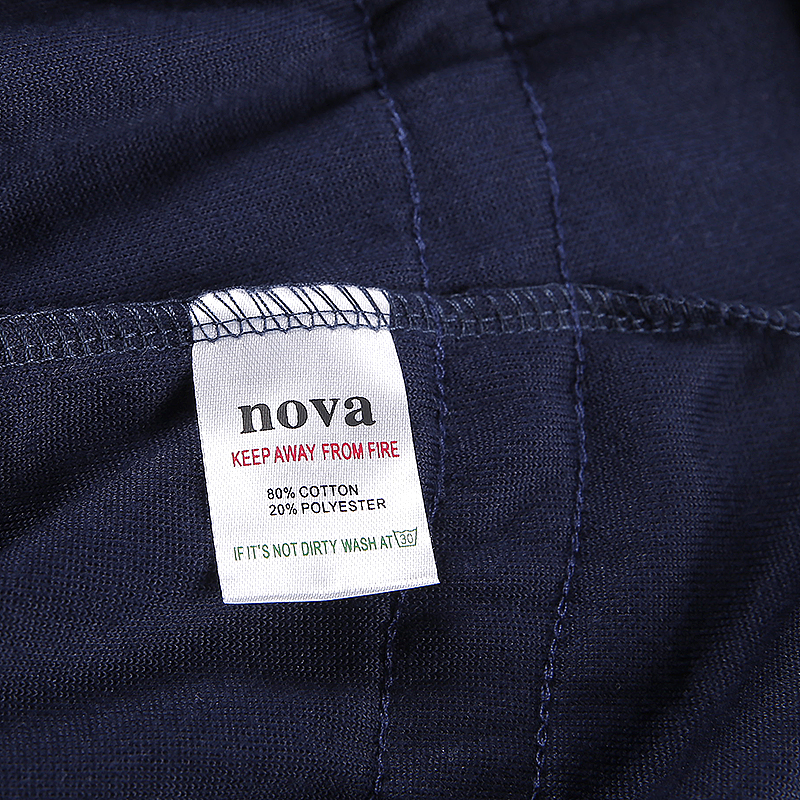 nova
KEEP AWAY FROM FIRE
80% COTTON
20% POLYESTER
IF IT'S NOT DIRTY WASH AT 30